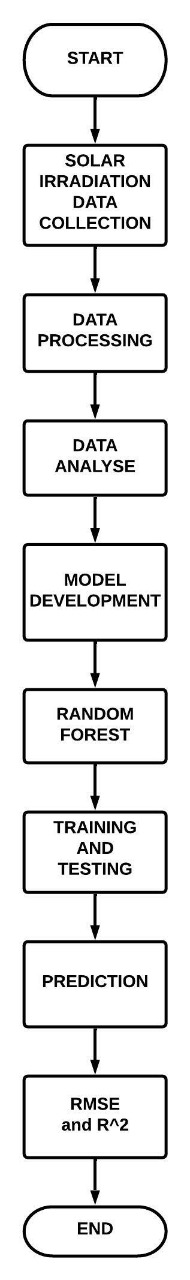 START
SOLAR
IRRADIATION
DATA
COLLECTION
DATA
PROCESSING
DATA
ANALYSE
MODEL
DEVELOPMENT
RANDOM
FOREST
TRAINING
AND
TESTING
PREDICTION
RMSE
and R^2
END